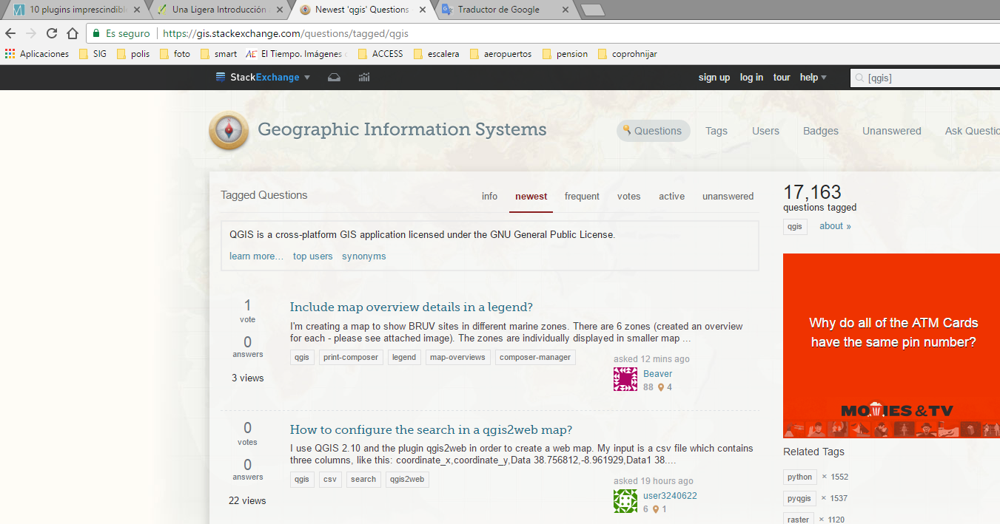 10 plugins imprescindible
Una Ligera Introducción
Newest 'qgis' Questions
Traductor de Google
Es seguro
https://gis.stackexchange.com/questions/tagged/qgis
Aplicaciones
SIG
polis
foto
smart
El Tiempo. Imágenes
ACCESS
escalera
aeropuertos
pension
coprohnijar
StackExchange
sign up log in tour help
[qgis]
Geographic Information Systems
Questions Tags Users Badges Unanswered Ask Questio
Tagged Questions
info newest frequent votes active unanswered
QGIS is a cross-platform GIS application licensed under the GNU General Public License.
learn more… top users synonyms
1
vote
0
answers
3 views
Include map overview details in a legend?
I'm creating a map to show BRUV sites in different marine zones. There are 6 zones (created an overview
for each - please see attached image). The zones are individually displayed in smaller map ...
qgis print-composer legend map-overviews composer-manager
asked 12 mins ago
Beaver
88 4
0
votes
0
answers
22 views
How to configure the search in a qgis2web map?
I use QGIS 2.10 and the plugin qgis2web in order to create a web map. My input is a csv file which contains
three columns, like this: coordinate_x,coordinate_y,Data 38.756812,-8.961929,Data1 38....
qgis csv search qgis2web
asked 19 hours ago
user3240622
6 1
17,163
questions tagged
qgis about »
Why do all of the ATM Cards
have the same pin number?
MOVIES & TV
Related Tags
python × 1552
pyqgis × 1537
raster × 1120